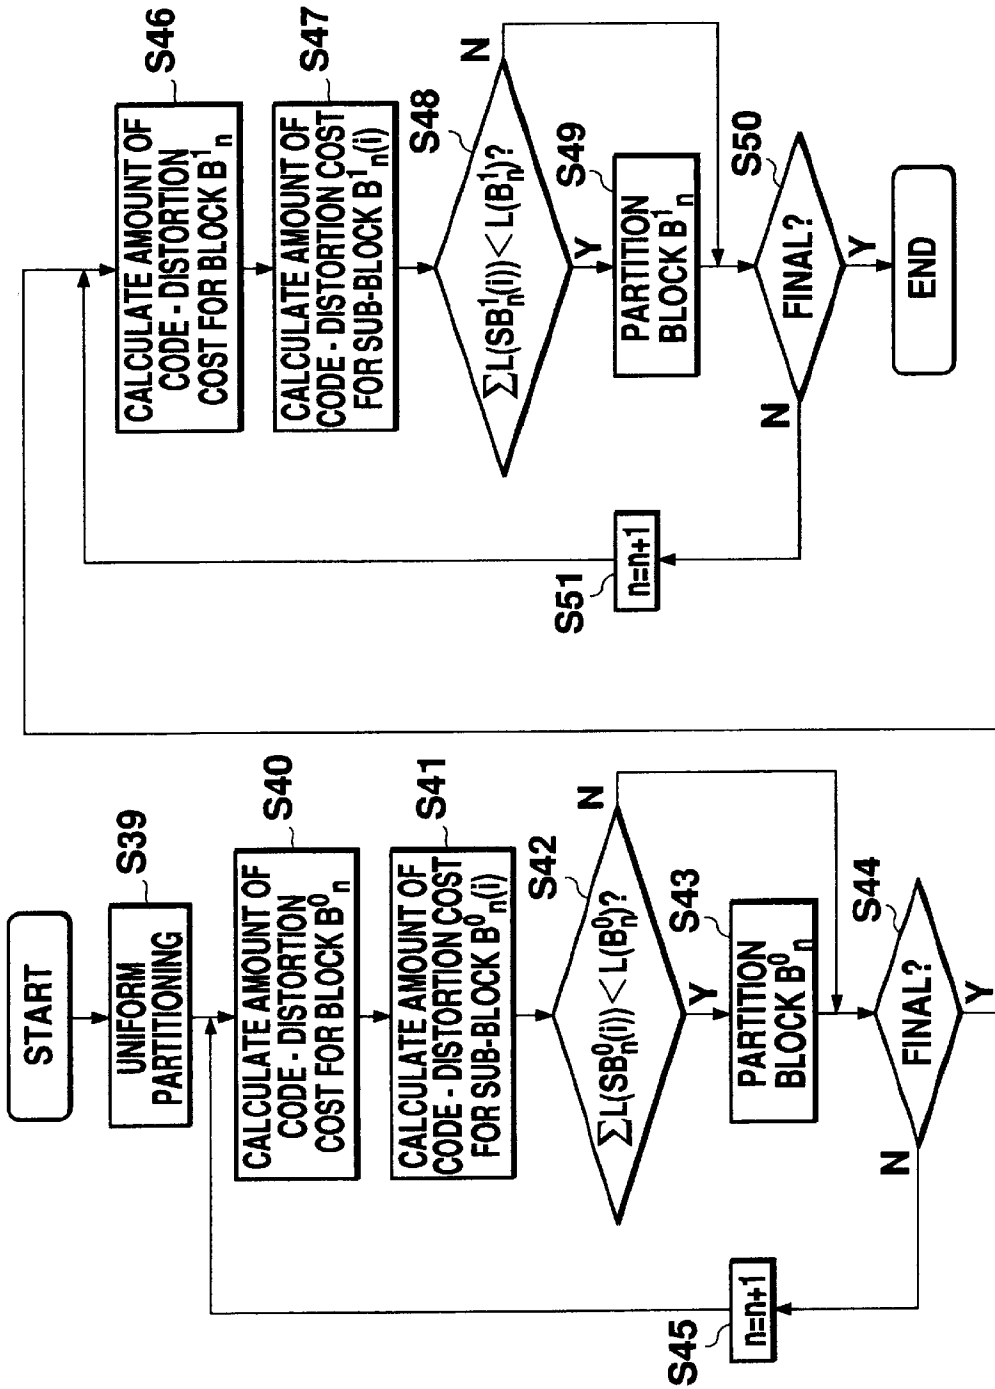 START
S39
UNIFORM
PARTITIONING
S40
CALCULATE AMOUNT OF
CODE - DISTORTION
COST FOR BLOCK B⁰n
S41
CALCULATE AMOUNT OF
CODE - DISTORTION COST
FOR SUB-BLOCK B⁰n(i)
S42
∑L(SB⁰n(i)) < L(B⁰n)?
N
Y
S43
PARTITION
BLOCK B⁰n
S44
FINAL?
N
Y
S45
n=n+1
S46
CALCULATE AMOUNT OF
CODE - DISTORTION
COST FOR BLOCK B¹n
S47
CALCULATE AMOUNT OF
CODE - DISTORTION COST
FOR SUB-BLOCK B¹n(i)
S48
∑L(SB¹n(i)) < L(B¹n)?
N
Y
S49
PARTITION
BLOCK B¹n
S50
FINAL?
N
Y
S51
n=n+1
END